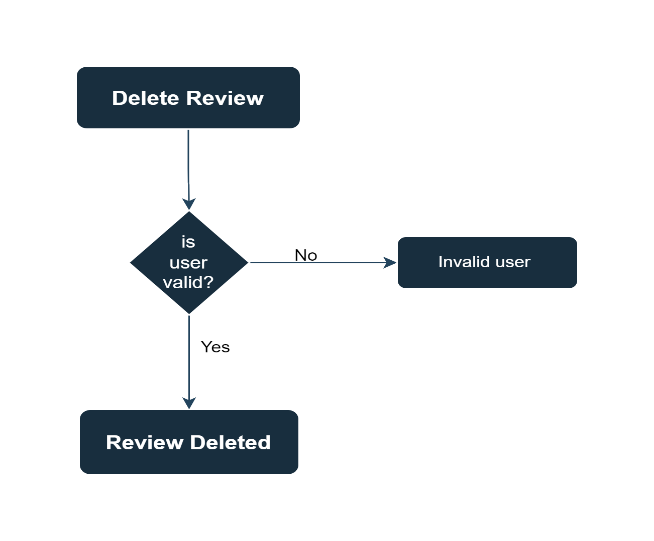 Delete Review
is
user
valid?
No
Invalid user
Yes
Review Deleted